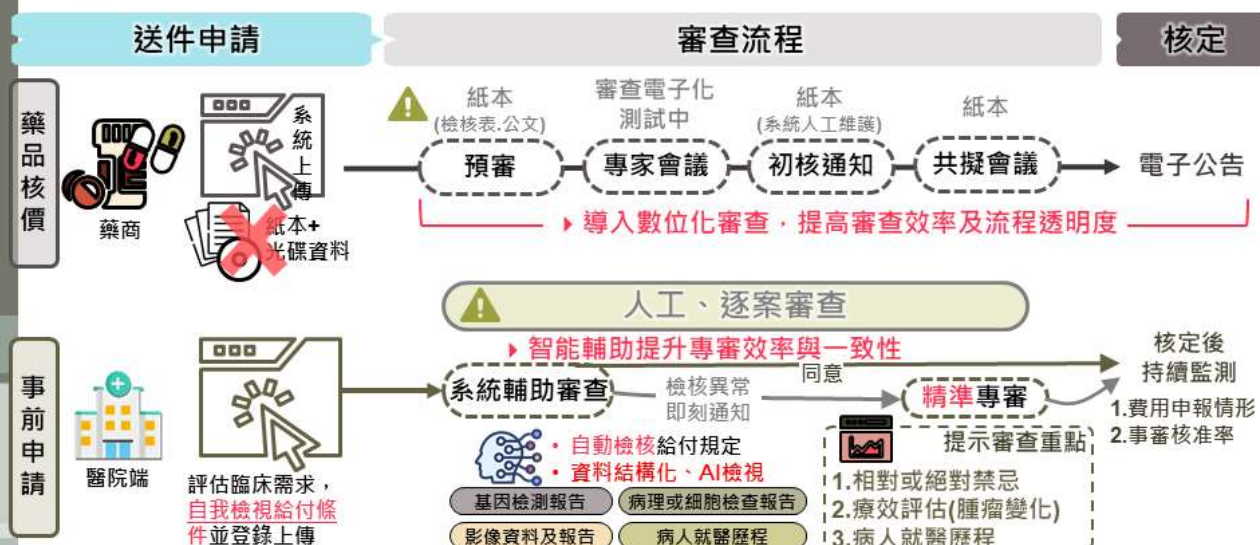 送件申請
審查流程
核定
藥品核價
藥商
系統上傳
紙本+
光碟資料
紙本
(檢核表.公文)
預審
審查電子化
測試中
專家會議
紙本
(系統人工維護)
初核通知
紙本
共擬會議
電子公告
導入數位化審查，提高審查效率及流程透明度
人工、逐案審查
智能輔助提升專審效率與一致性
事前申請
醫院端
評估臨床需求，
自我檢視給付條
件並登錄上傳
系統輔助審查
檢核異常
即刻通知
同意
精準專審
核定後
持續監測
1.費用申報情形
2.事審核准率
• 自動檢核給付規定
• 資料結構化、AI檢視
基因檢測報告
病理或細胞檢查報告
影像資料及報告
病人就醫歷程
提示審查重點
1.相對或絕對禁忌
2.療效評估(腫瘤變化)
3.病人就醫歷程